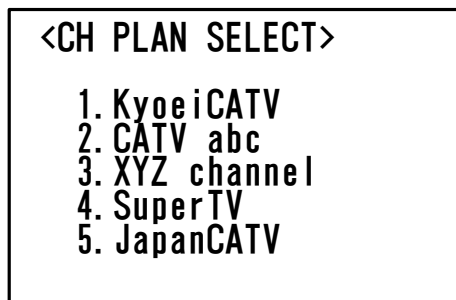 <CH PLAN SELECT>
1. KyoeiCATV
2. CATV abc
3. XYZ channel
4. SuperTV
5. JapanCATV